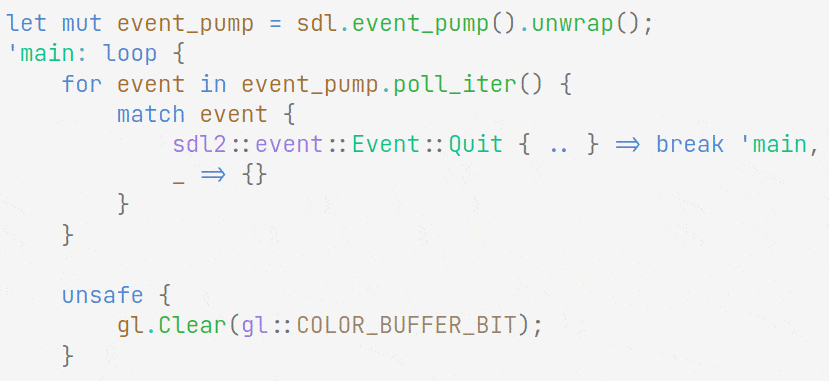 let mut event_pump = sdl.event_pump().unwrap();
'main: loop {
    for event in event_pump.poll_iter() {
        match event {
            sdl2::event::Event::Quit { .. } => break 'main,
            _ => {}
        }
    }

    unsafe {
        gl.Clear(gl::COLOR_BUFFER_BIT);
    }